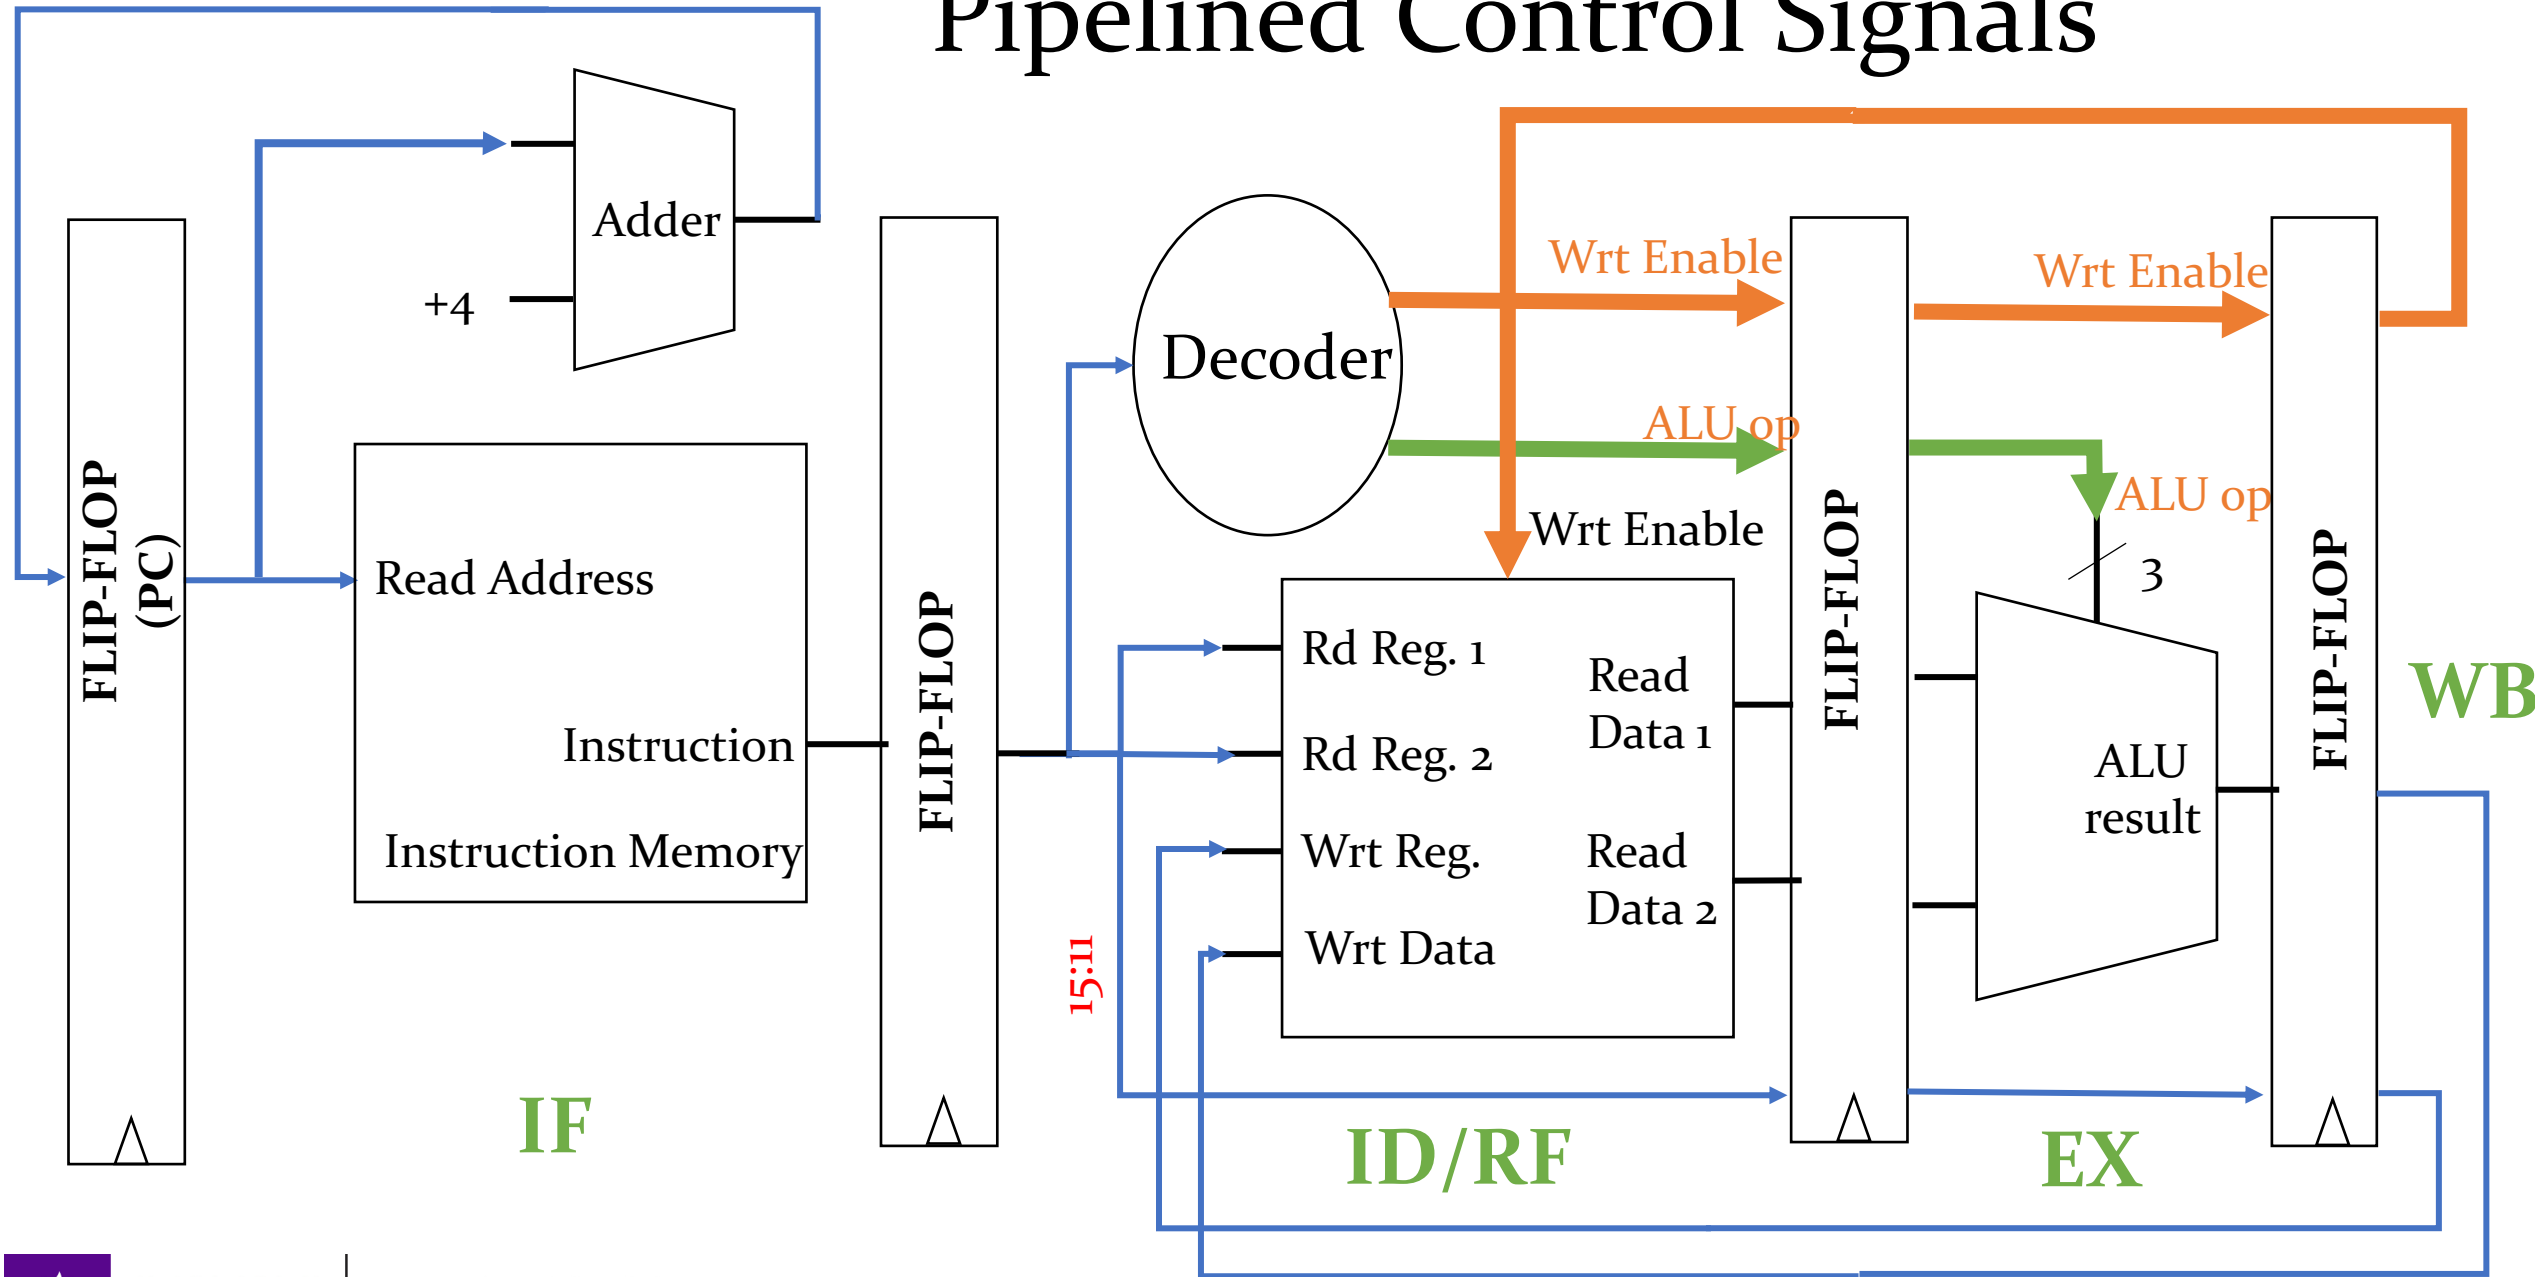 Pipelined Control Signals
Adder
+4
FLIP-FLOP
(PC)
Read Address
Instruction
Instruction Memory
IF
FLIP-FLOP
Decoder
Wrt Enable
ALU op
Wrt Enable
Rd Reg. 1
Rd Reg. 2
Wrt Reg.
Wrt Data
Read
Data 1
Read
Data 2
15:11
ID/RF
FLIP-FLOP
Wrt Enable
ALU op
3
ALU
result
EX
FLIP-FLOP
WB